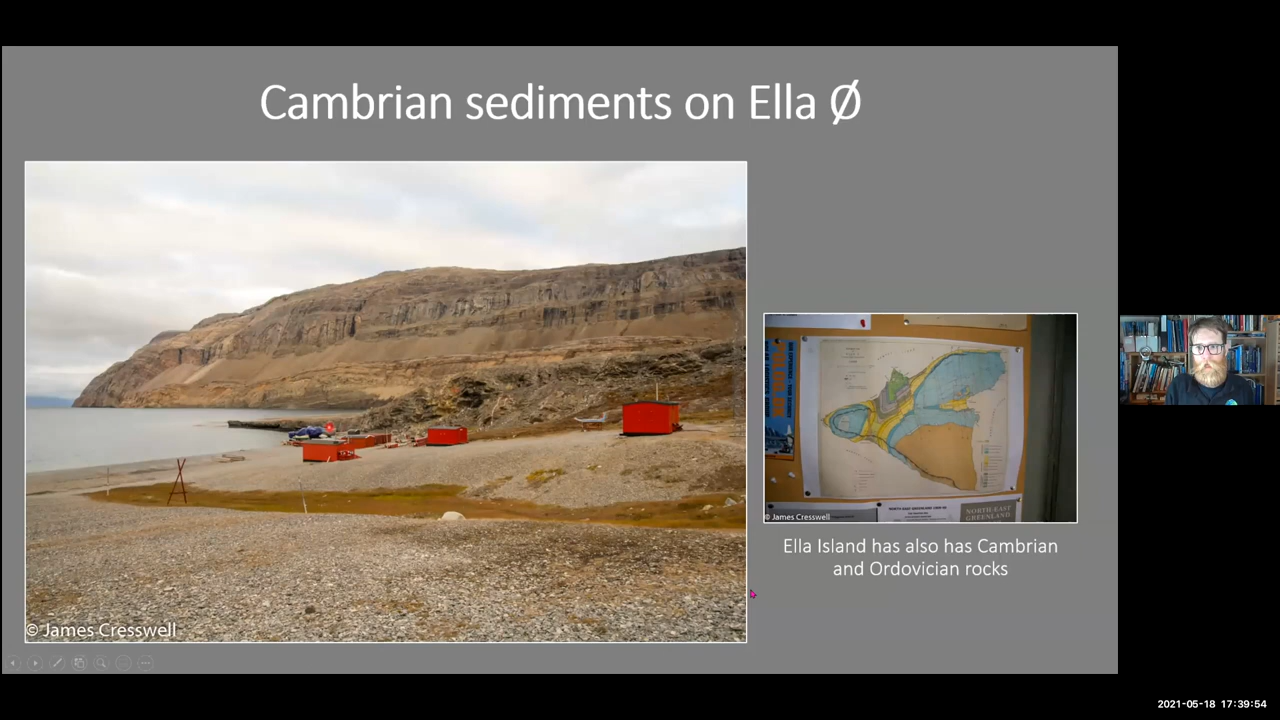 Cambrian sediments on Ella Ø
© James Cresswell
NORTH-EAST
GREENLAND
© James Cresswell
Ella Island has also has Cambrian
and Ordovician rocks
2021-05-18 17:39:54